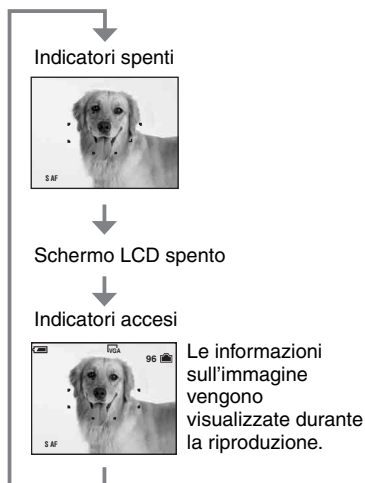 Indicatori spenti
S AF
Schermo LCD spento
Indicatori accesi
VGA
96
S AF
Le informazioni
sull'immagine
vengono
visualizzate durante
la riproduzione.